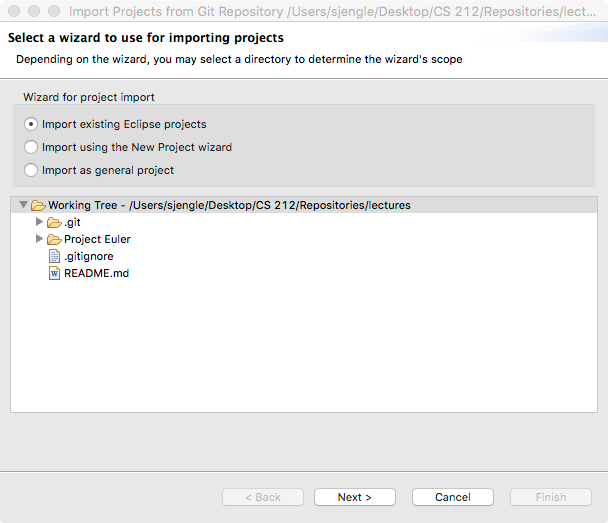 Import Projects from Git Repository /Users/sjengle/Desktop/CS 212/Repositories/lect...
Select a wizard to use for importing projects
Depending on the wizard, you may select a directory to determine the wizard's scope
Wizard for project import
Import existing Eclipse projects
Import using the New Project wizard
Import as general project
Working Tree - /Users/sjengle/Desktop/CS 212/Repositories/lectures
.git
Project Euler
.gitignore
W README.md
< Back Next > Cancel Finish